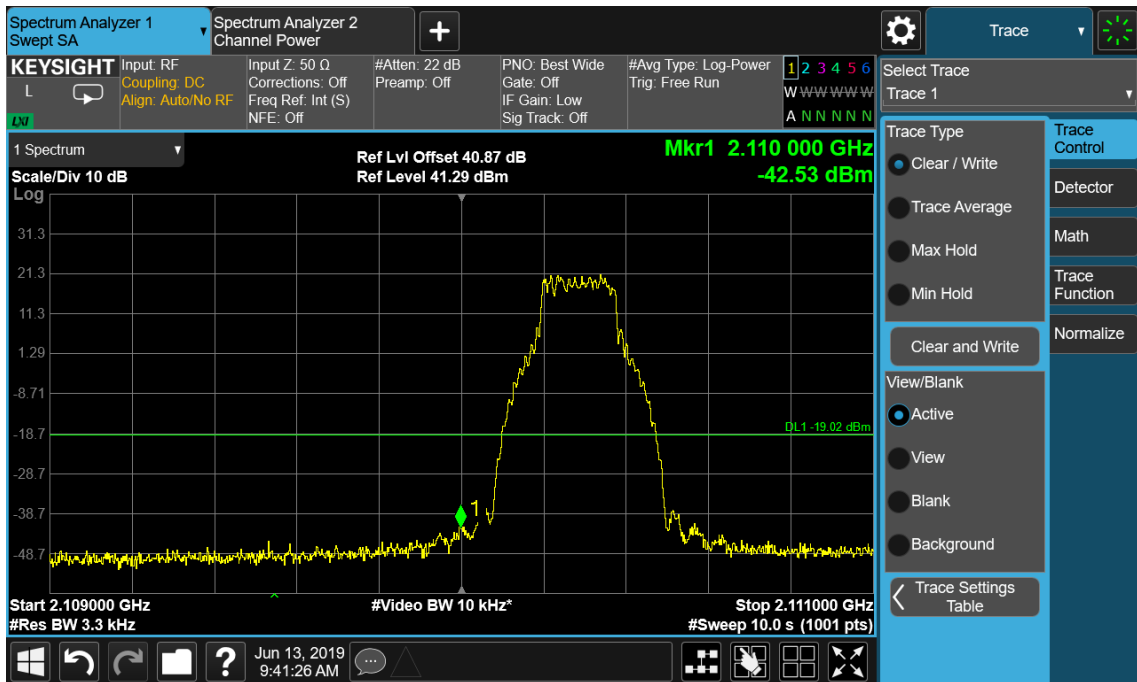 Spectrum Analyzer 1
Swept SA
Spectrum Analyzer 2
Channel Power
Trace
KEYSIGHT
L
LXI
Input: RF
Coupling: DC
Align: Auto/No RF
Input Z: 50 Ω
Corrections: Off
Freq Ref: Int (S)
NFE: Off
#Atten: 22 dB
Preamp: Off
PNO: Best Wide
Gate: Off
IF Gain: Low
Sig Track: Off
#Avg Type: Log-Power
Trig: Free Run
1 2 3 4 5 6
W W W W W W
A N N N N N
Select Trace
Trace 1
1 Spectrum
Scale/Div 10 dB
Log
Ref Lvl Offset 40.87 dB
Ref Level 41.29 dBm
Mkr1 2.110 000 GHz
-42.53 dBm
31.3
21.3
11.3
1.29
-8.71
-18.7
-28.7
-38.7
-48.7
DL1 -19.02 dBm
1
Start 2.109000 GHz
#Res BW 3.3 kHz
#Video BW 10 kHz*
Stop 2.111000 GHz
#Sweep 10.0 s (1001 pts)
Trace Type
Clear / Write
Trace Average
Max Hold
Min Hold
Clear and Write
View/Blank
Active
View
Blank
Background
Trace Settings
Table
Trace
Control
Detector
Math
Trace
Function
Normalize
?
Jun 13, 2019
9:41:26 AM